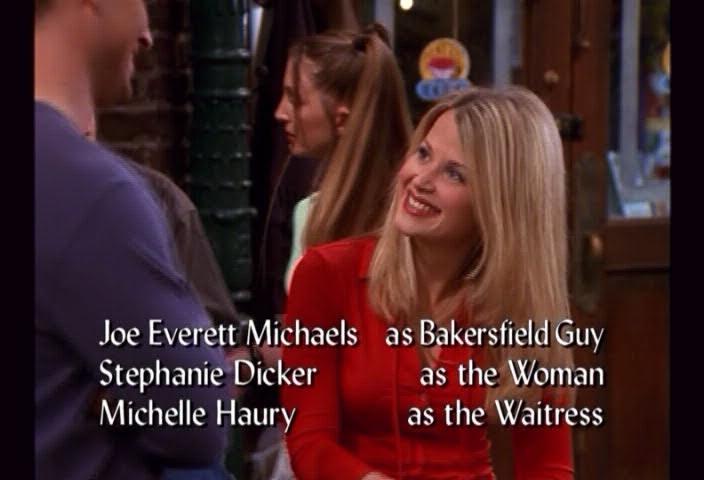 Joe Everett Michaels as Bakersfield Guy
Stephanie Dicker as the Woman
Michelle Haury as the Waitress